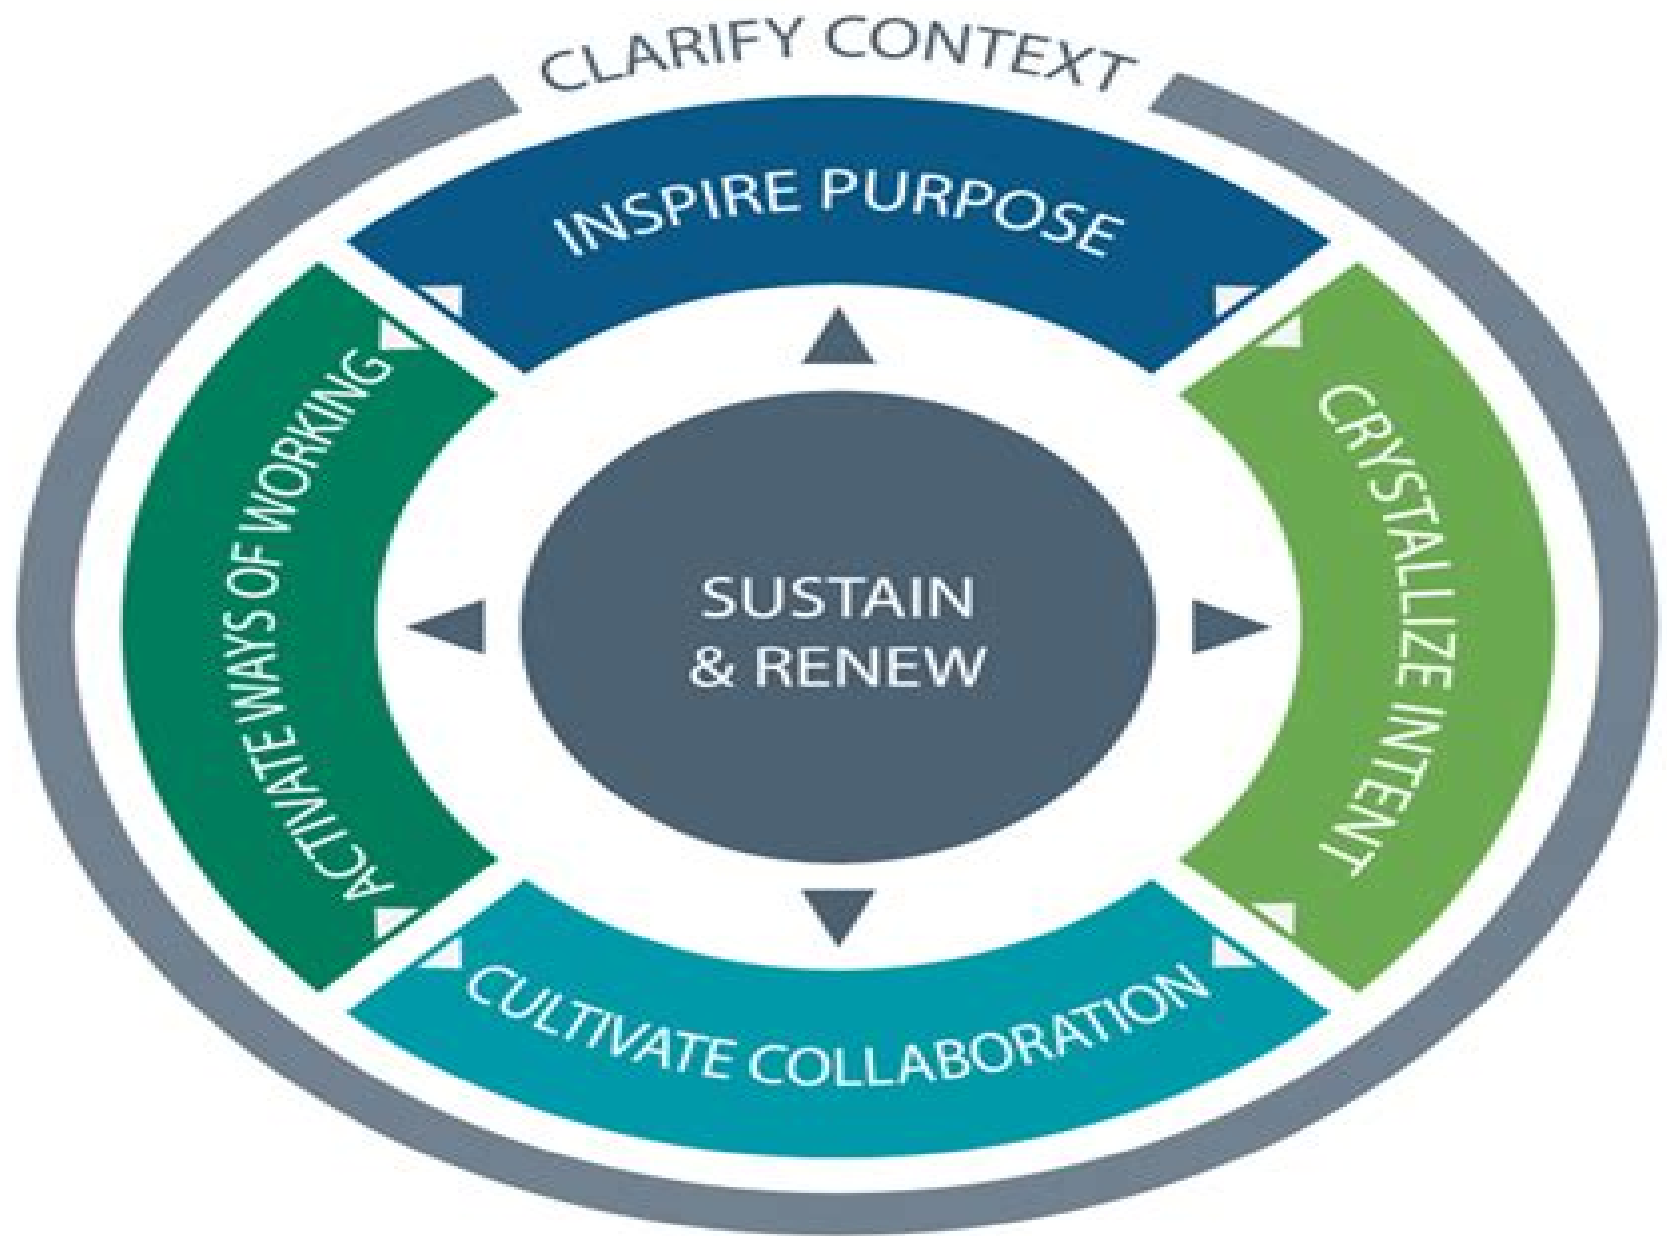 CLARIFY CONTEXT
INSPIRE PURPOSE
CRYSTALLIZE INTENT
CULTIVATE COLLABORATION
ACTIVATE WAYS OF WORKING
SUSTAIN
& RENEW